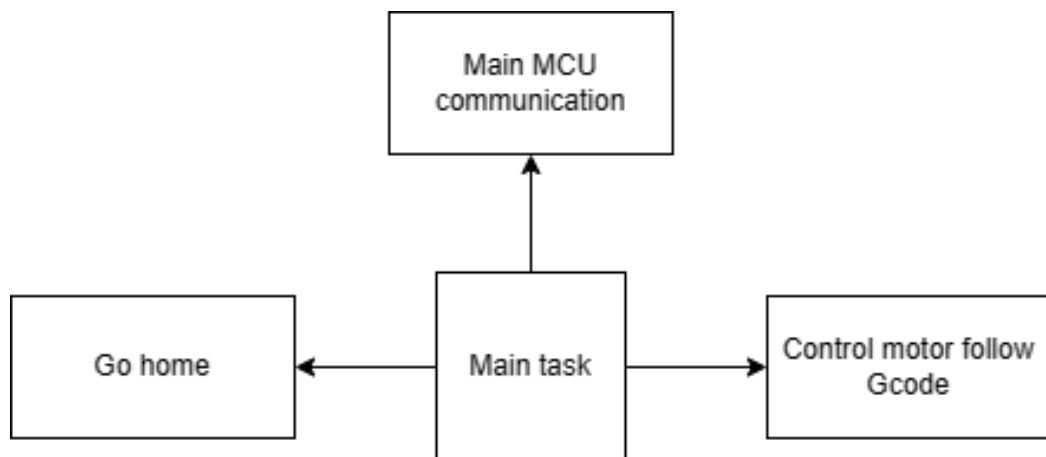 Main MCU
communication
Go home
Main task
Control motor follow
Gcode